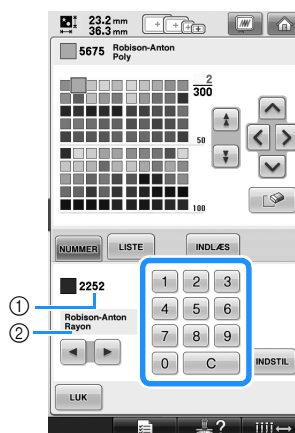 23.2 mm
36.3 mm
5675 Robison-Anton
Poly
2
300
50
100
NUMMER LISTE INDLÆS
① 2252
1 2 3
② Robison-Anton
Rayon
4 5 6
7 8 9
0 C INDSTIL
LUK
?